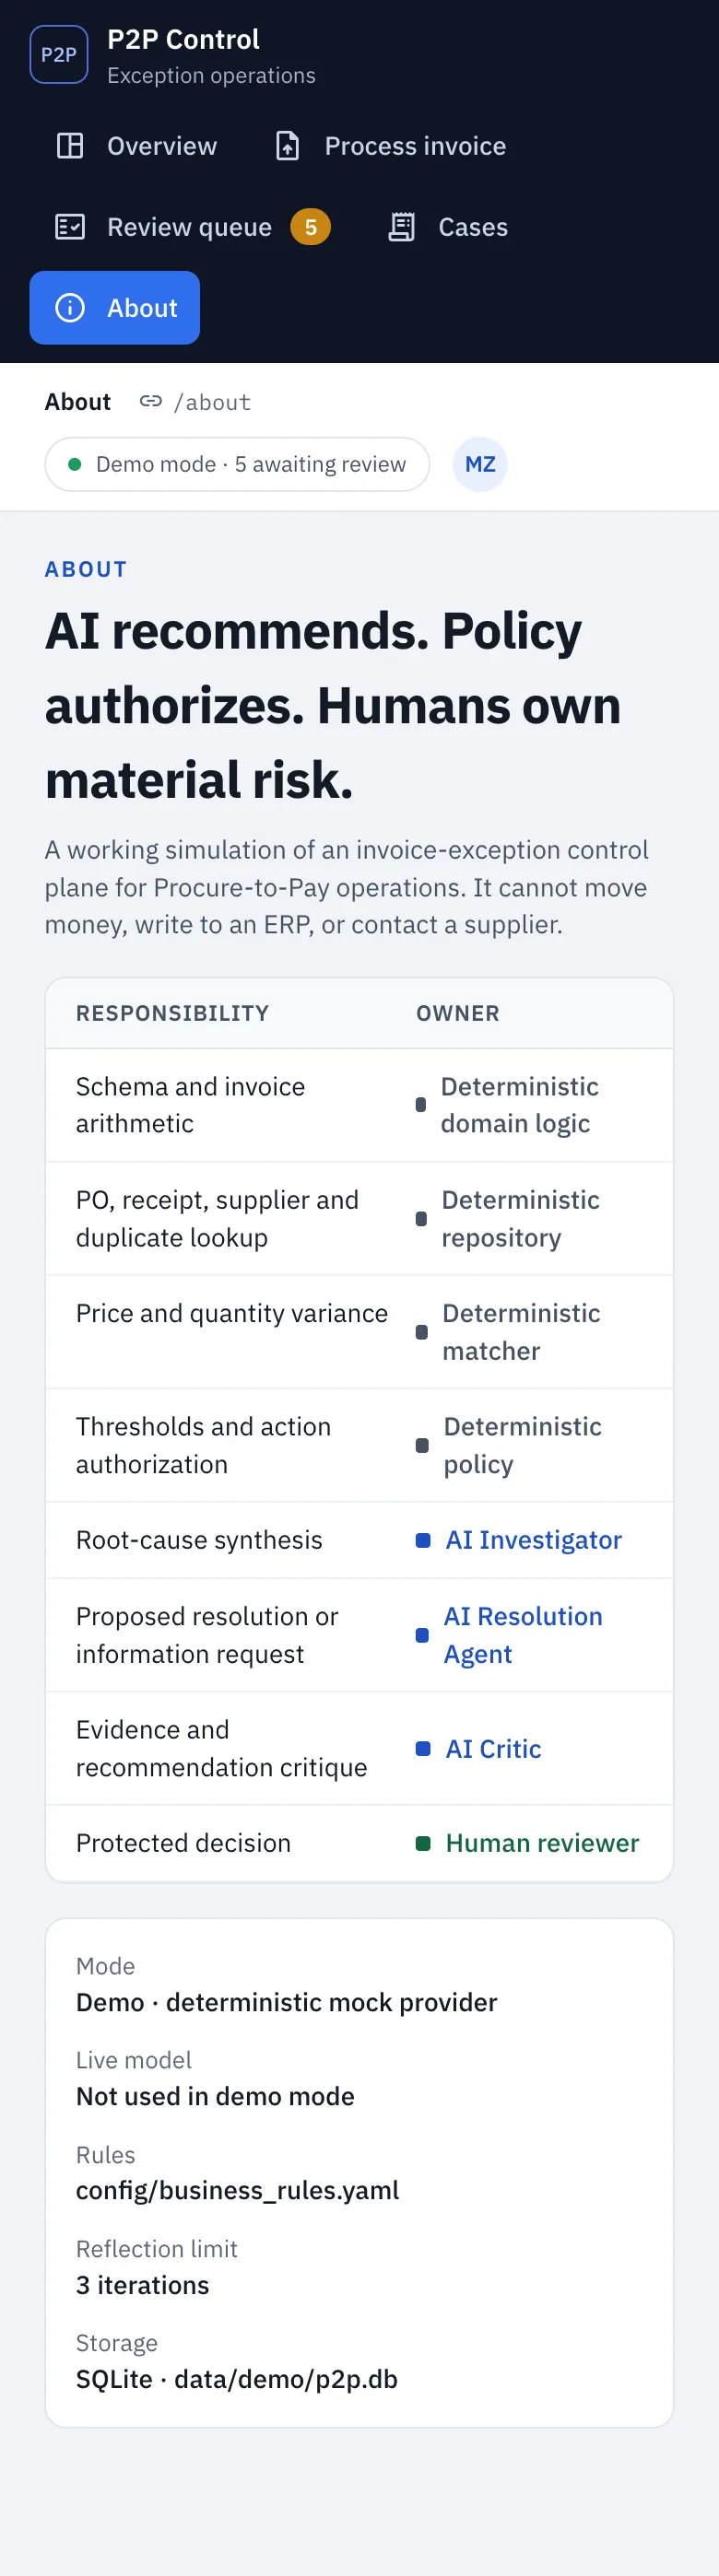 P2P
P2P Control
Exception operations
Overview
Process invoice
Review queue 5
Cases
About
About /about
Demo mode · 5 awaiting review
MZ
ABOUT
AI recommends. Policy
authorizes. Humans own
material risk.
A working simulation of an invoice-exception control
plane for Procure-to-Pay operations. It cannot move
money, write to an ERP, or contact a supplier.
RESPONSIBILITY OWNER
Schema and invoice
arithmetic
Deterministic
domain logic
PO, receipt, supplier and
duplicate lookup
Deterministic
repository
Price and quantity variance
Deterministic
matcher
Thresholds and action
authorization
Deterministic
policy
Root-cause synthesis
AI Investigator
Proposed resolution or
information request
AI Resolution
Agent
Evidence and
recommendation critique
AI Critic
Protected decision
Human reviewer
Mode
Demo · deterministic mock provider
Live model
Not used in demo mode
Rules
config/business_rules.yaml
Reflection limit
3 iterations
Storage
SQLite · data/demo/p2p.db